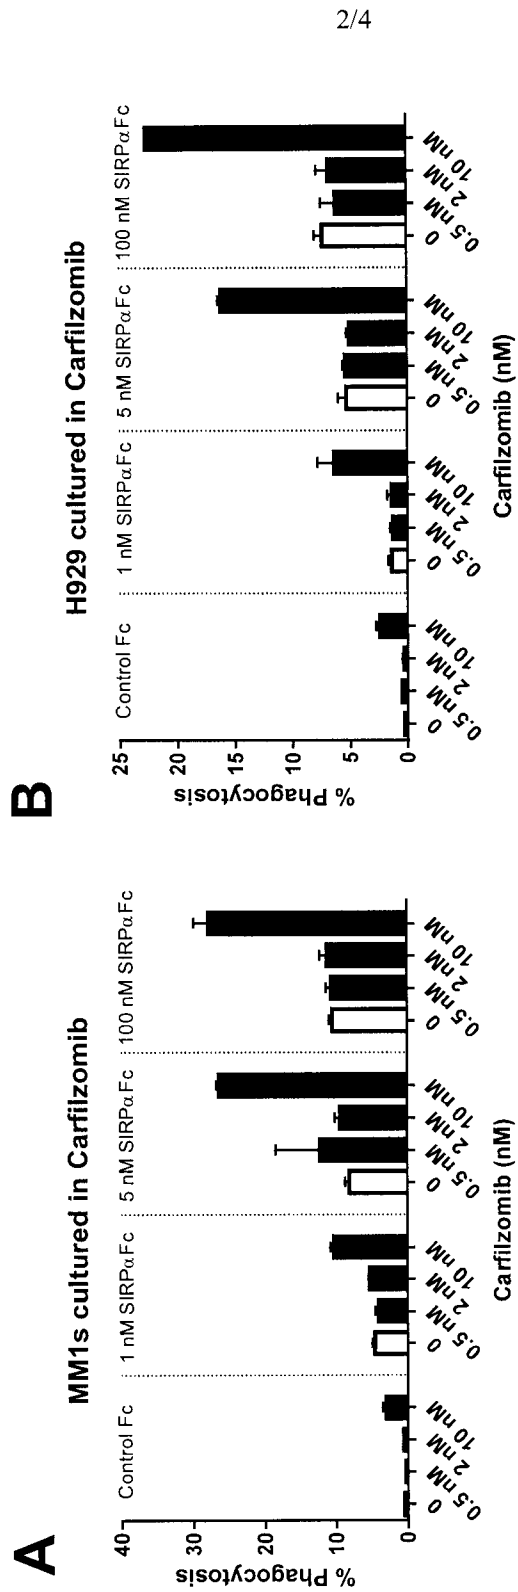 2/4
A
MM1s cultured in Carfilzomib
Control Fc
1 nM SIRPαFc
5 nM SIRPαFc
100 nM SIRPαFc
% Phagocytosis
40
30
20
10
0
0
0.5 nM
2 nM
10 nM
0
0.5 nM
2 nM
10 nM
0
0.5 nM
2 nM
10 nM
0
0.5 nM
2 nM
10 nM
Carfilzomib (nM)
B
H929 cultured in Carfilzomib
Control Fc
1 nM SIRPαFc
5 nM SIRPαFc
100 nM SIRPαFc
% Phagocytosis
25
20
15
10
5
0
0
0.5 nM
2 nM
10 nM
0
0.5 nM
2 nM
10 nM
0
0.5 nM
2 nM
10 nM
0
0.5 nM
2 nM
10 nM
Carfilzomib (nM)